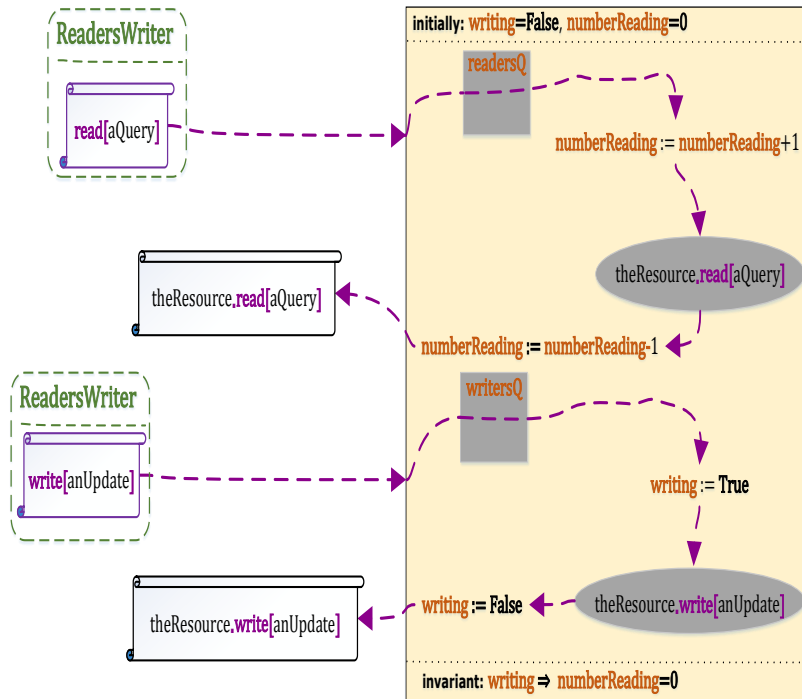 initially: writing=False, numberReading=0
ReadersWriter
readersQ
read[aQuery]
numberReading := numberReading+1
theResource.read[aQuery]
theResource.read[aQuery]
numberReading := numberReading-1
ReadersWriter
writersQ
write[anUpdate]
writing := True
theResource.write[anUpdate]
writing := False
theResource.write[anUpdate]
invariant: writing ⇒ numberReading=0